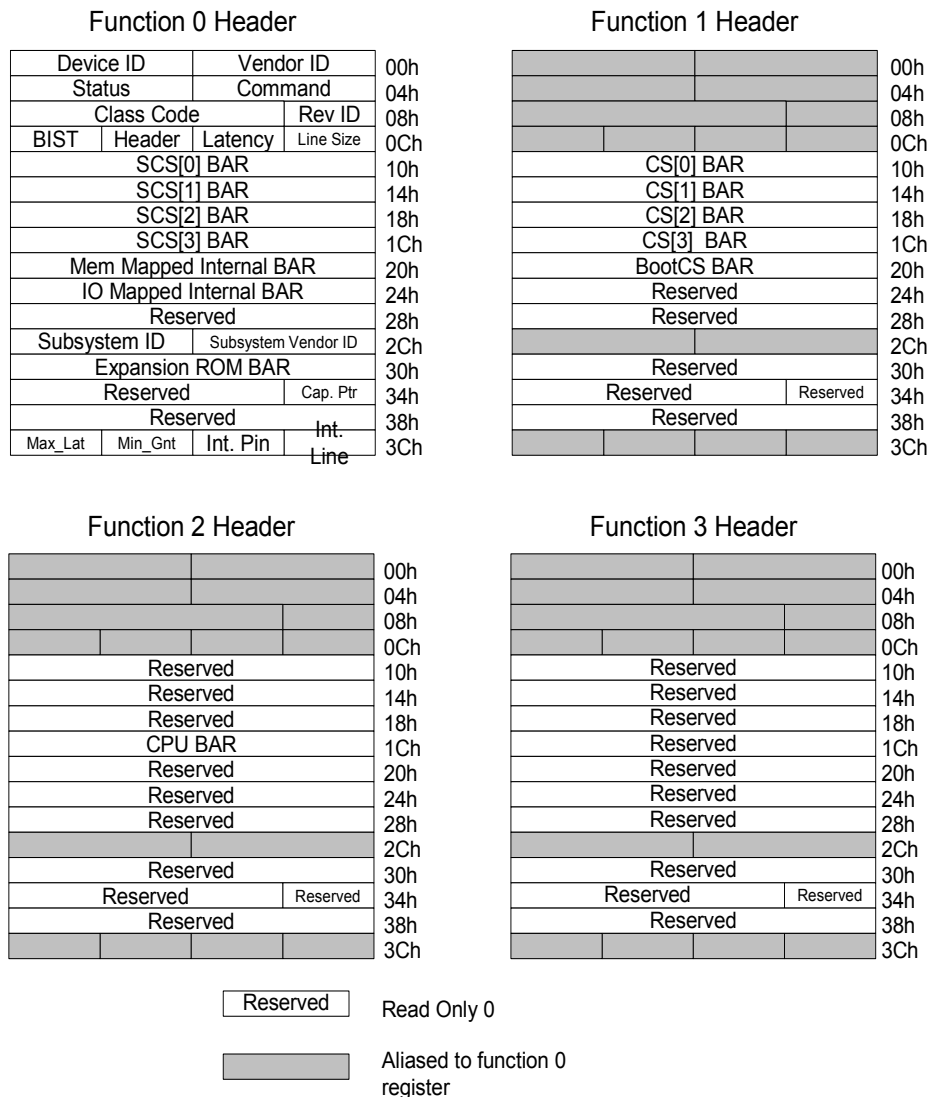 Function 0 Header
Device ID Vendor ID 00h
Status Command 04h
Class Code Rev ID 08h
BIST Header Latency Line Size 0Ch
SCS[0] BAR 10h
SCS[1] BAR 14h
SCS[2] BAR 18h
SCS[3] BAR 1Ch
Mem Mapped Internal BAR 20h
IO Mapped Internal BAR 24h
Reserved 28h
Subsystem ID Subsystem Vendor ID 2Ch
Expansion ROM BAR 30h
Reserved Cap. Ptr 34h
Reserved 38h
Max_Lat Min_Gnt Int. Pin Int. Line 3Ch
Function 1 Header
00h
04h
08h
0Ch
CS[0] BAR 10h
CS[1] BAR 14h
CS[2] BAR 18h
CS[3] BAR 1Ch
BootCS BAR 20h
Reserved 24h
Reserved 28h
2Ch
Reserved 30h
Reserved Reserved 34h
Reserved 38h
3Ch
Function 2 Header
00h
04h
08h
0Ch
Reserved 10h
Reserved 14h
Reserved 18h
CPU BAR 1Ch
Reserved 20h
Reserved 24h
Reserved 28h
2Ch
Reserved 30h
Reserved Reserved 34h
Reserved 38h
3Ch
Function 3 Header
00h
04h
08h
0Ch
Reserved 10h
Reserved 14h
Reserved 18h
Reserved 1Ch
Reserved 20h
Reserved 24h
Reserved 28h
2Ch
Reserved 30h
Reserved Reserved 34h
Reserved 38h
3Ch
Reserved Read Only 0
Aliased to function 0
register